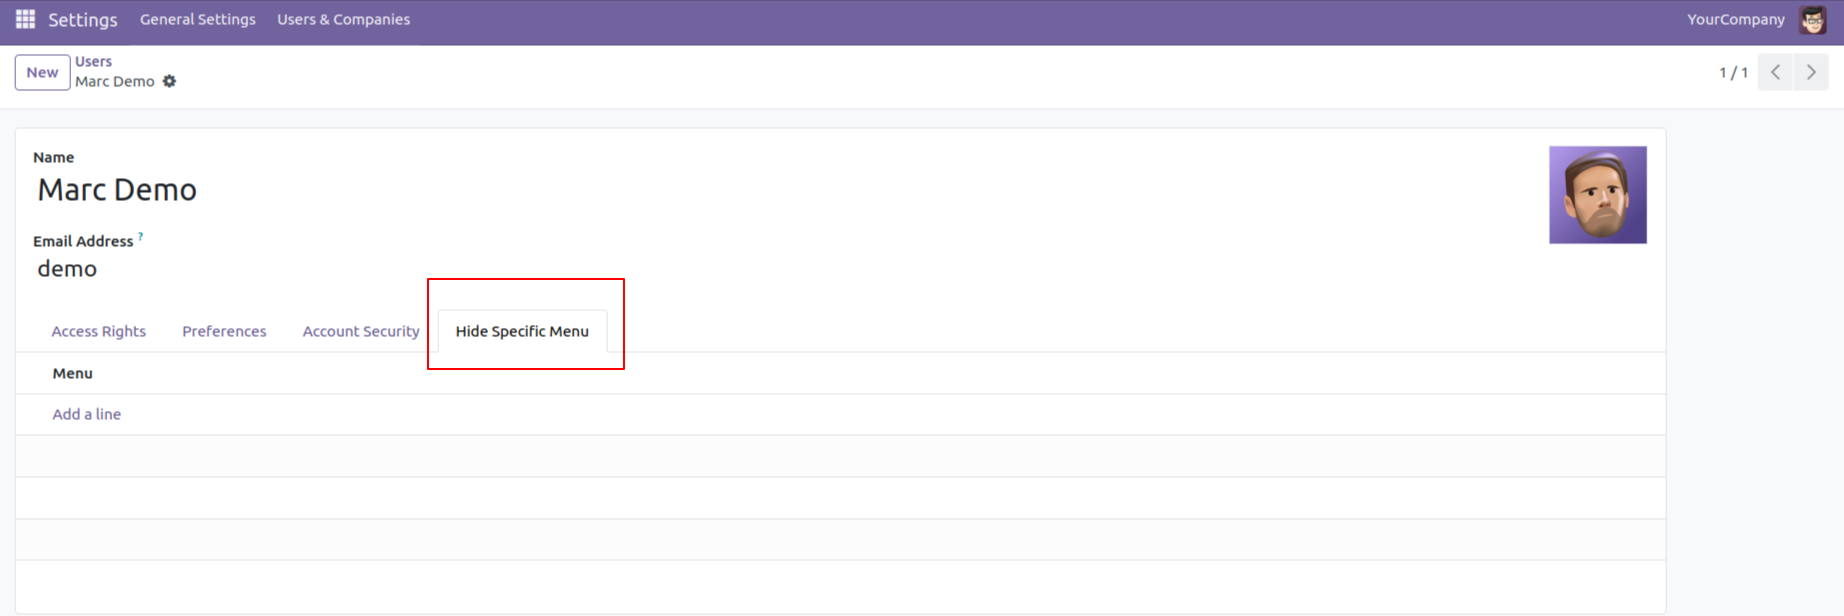 Settings General Settings Users & Companies YourCompany
New Users
Marc Demo 1 / 1
Name
Marc Demo
Email Address ?
demo
Access Rights Preferences Account Security Hide Specific Menu
Menu
Add a line